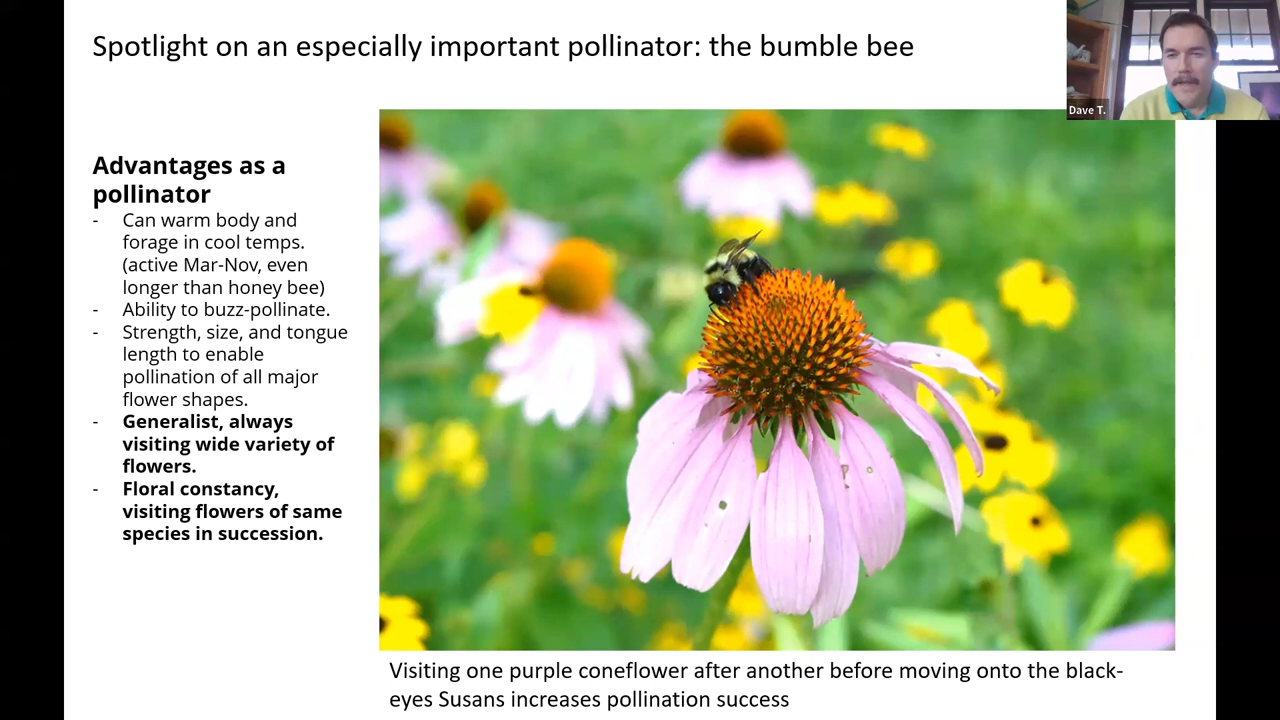 Spotlight on an especially important pollinator: the bumble bee
Dave T.
Advantages as a
pollinator
- Can warm body and
forage in cool temps.
(active Mar-Nov, even
longer than honey bee)
- Ability to buzz-pollinate.
- Strength, size, and tongue
length to enable
pollination of all major
flower shapes.
- Generalist, always
visiting wide variety of
flowers.
- Floral constancy,
visiting flowers of same
species in succession.
Visiting one purple coneflower after another before moving onto the black-
eyes Susans increases pollination success